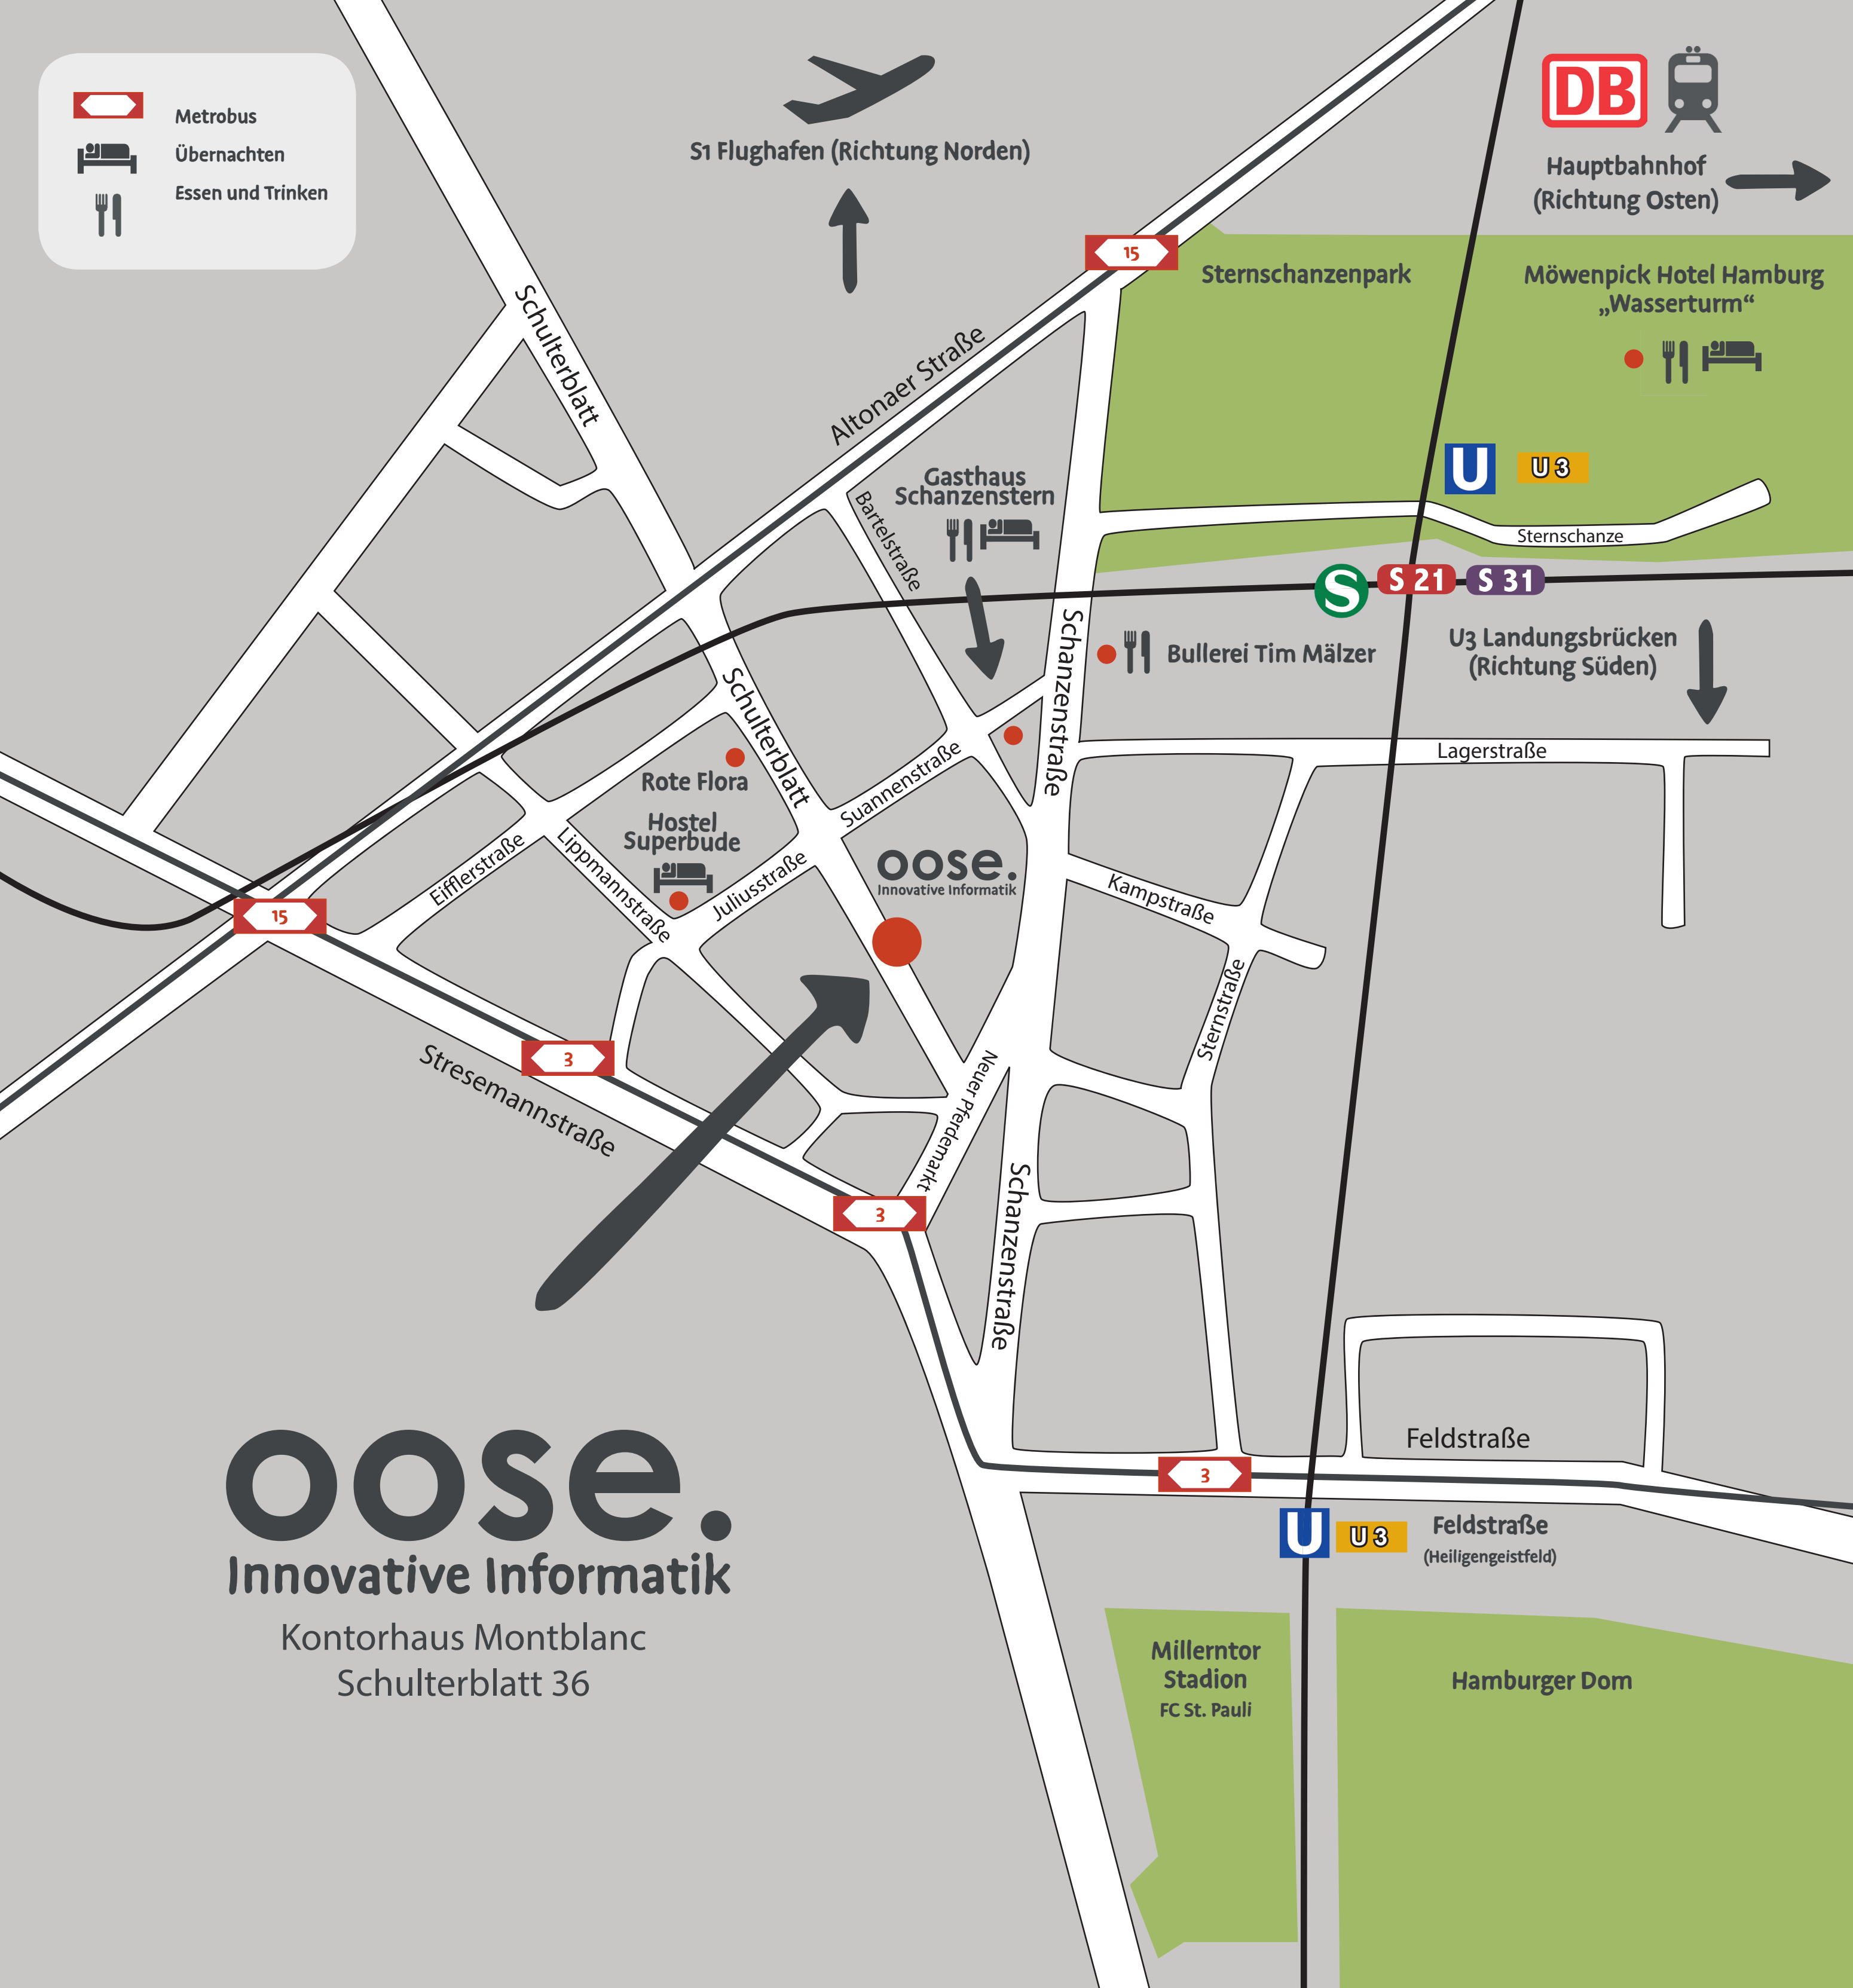 Metrobus
Übernachten
Essen und Trinken
S1 Flughafen (Richtung Norden)
DB
Hauptbahnhof
(Richtung Osten)
15
Sternschanzenpark
Möwenpick Hotel Hamburg
„Wasserturm“
Schulterblatt
Altonaer Straße
Gasthaus
Schanzenstern
Bartelstraße
U
U 3
Sternschanze
S
S 21
S 31
Schanzenstraße
Bullerei Tim Mälzer
U3 Landungsbrücken
(Richtung Süden)
Schulterblatt
Lagerstraße
Rote Flora
Suannenstraße
Hostel
Superbude
oose.
Innovative Informatik
Eifflerstraße
Lippmannstraße
Juliusstraße
Kampstraße
15
Sternstraße
3
Stresemannstraße
Neuer Pferdemarkt
3
Schanzenstraße
Feldstraße
3
U
U 3
Feldstraße
(Heiligengeistfeld)
oose.
Innovative Informatik
Kontorhaus Montblanc
Schulterblatt 36
Millerntor
Stadion
FC St. Pauli
Hamburger Dom